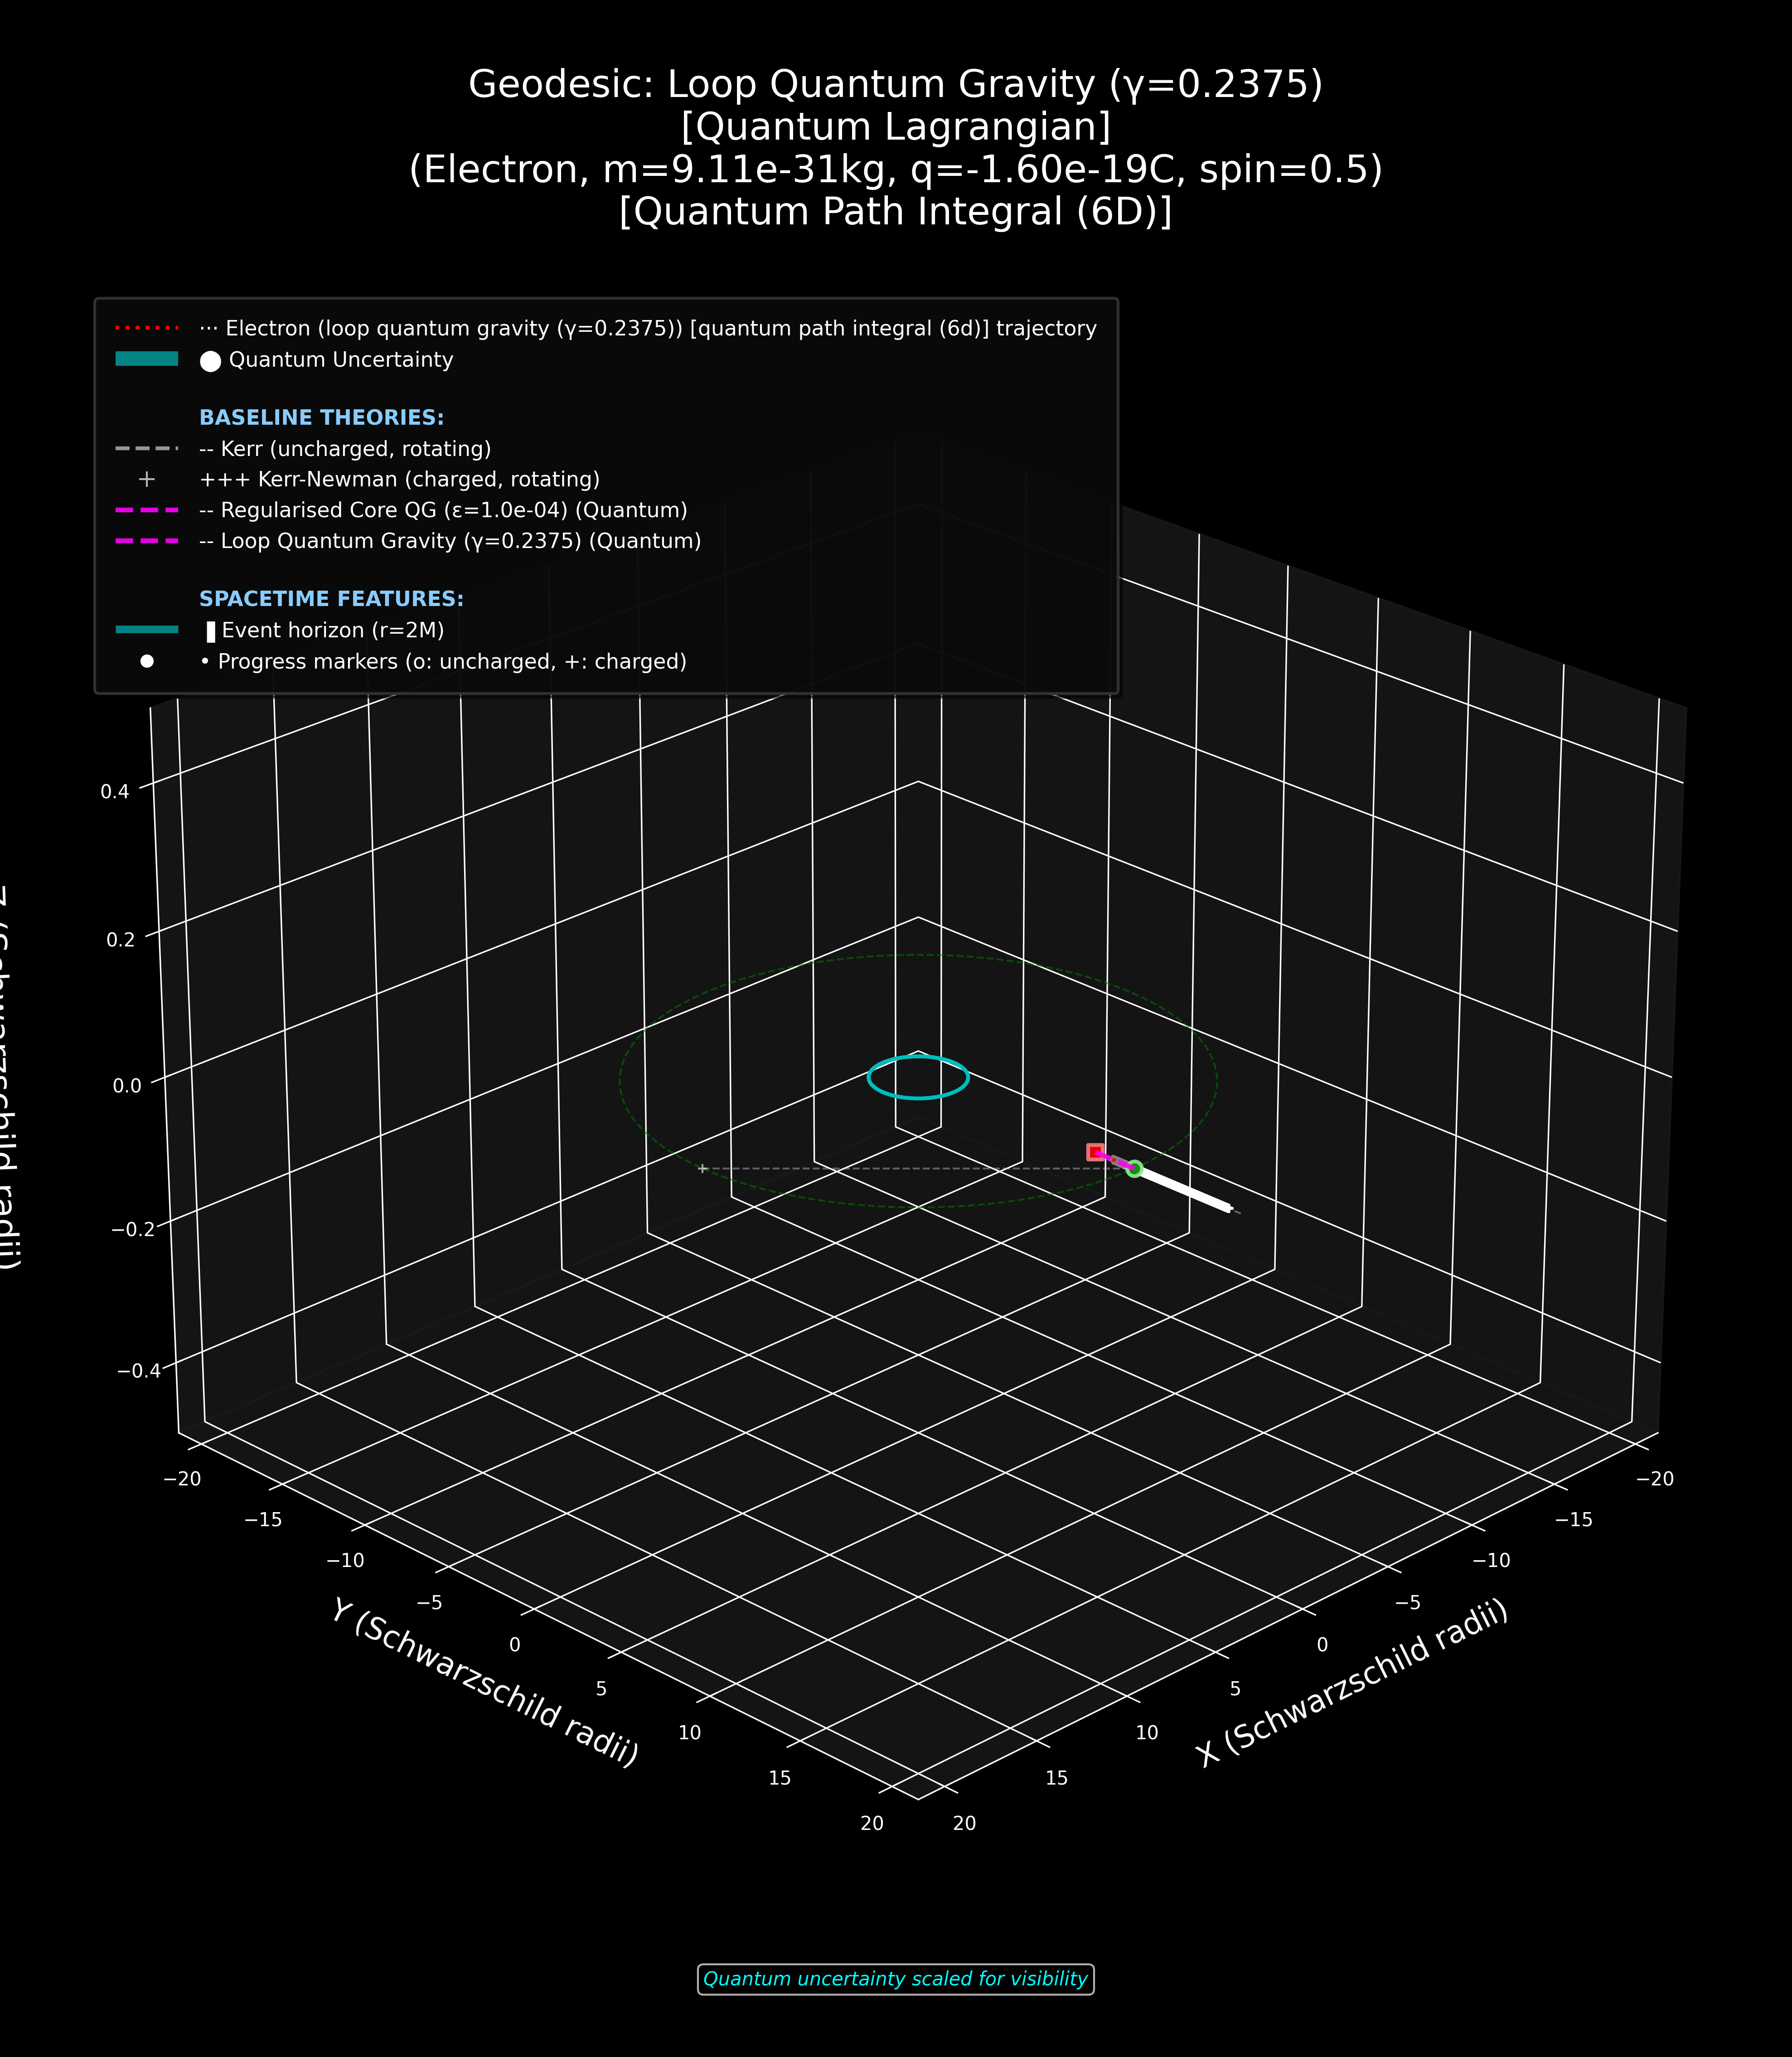 Geodesic: Loop Quantum Gravity (γ=0.2375)
[Quantum Lagrangian]
(Electron, m=9.11e-31kg, q=-1.60e-19C, spin=0.5)
[Quantum Path Integral (6D)]
··· Electron (loop quantum gravity (γ=0.2375)) [quantum path integral (6d)] trajectory
⬤ Quantum Uncertainty
BASELINE THEORIES:
-- Kerr (uncharged, rotating)
+++ Kerr-Newman (charged, rotating)
-- Regularised Core QG (ε=1.0e-04) (Quantum)
-- Loop Quantum Gravity (γ=0.2375) (Quantum)
SPACETIME FEATURES:
▐ Event horizon (r=2M)
• Progress markers (o: uncharged, +: charged)
0.4
0.2
0.0
−0.2
−0.4
Z (Schwarzschild radii)
−20
−15
−10
−5
0
5
10
15
20
Y (Schwarzschild radii)
20
15
10
5
0
−5
−10
−15
−20
X (Schwarzschild radii)
Quantum uncertainty scaled for visibility